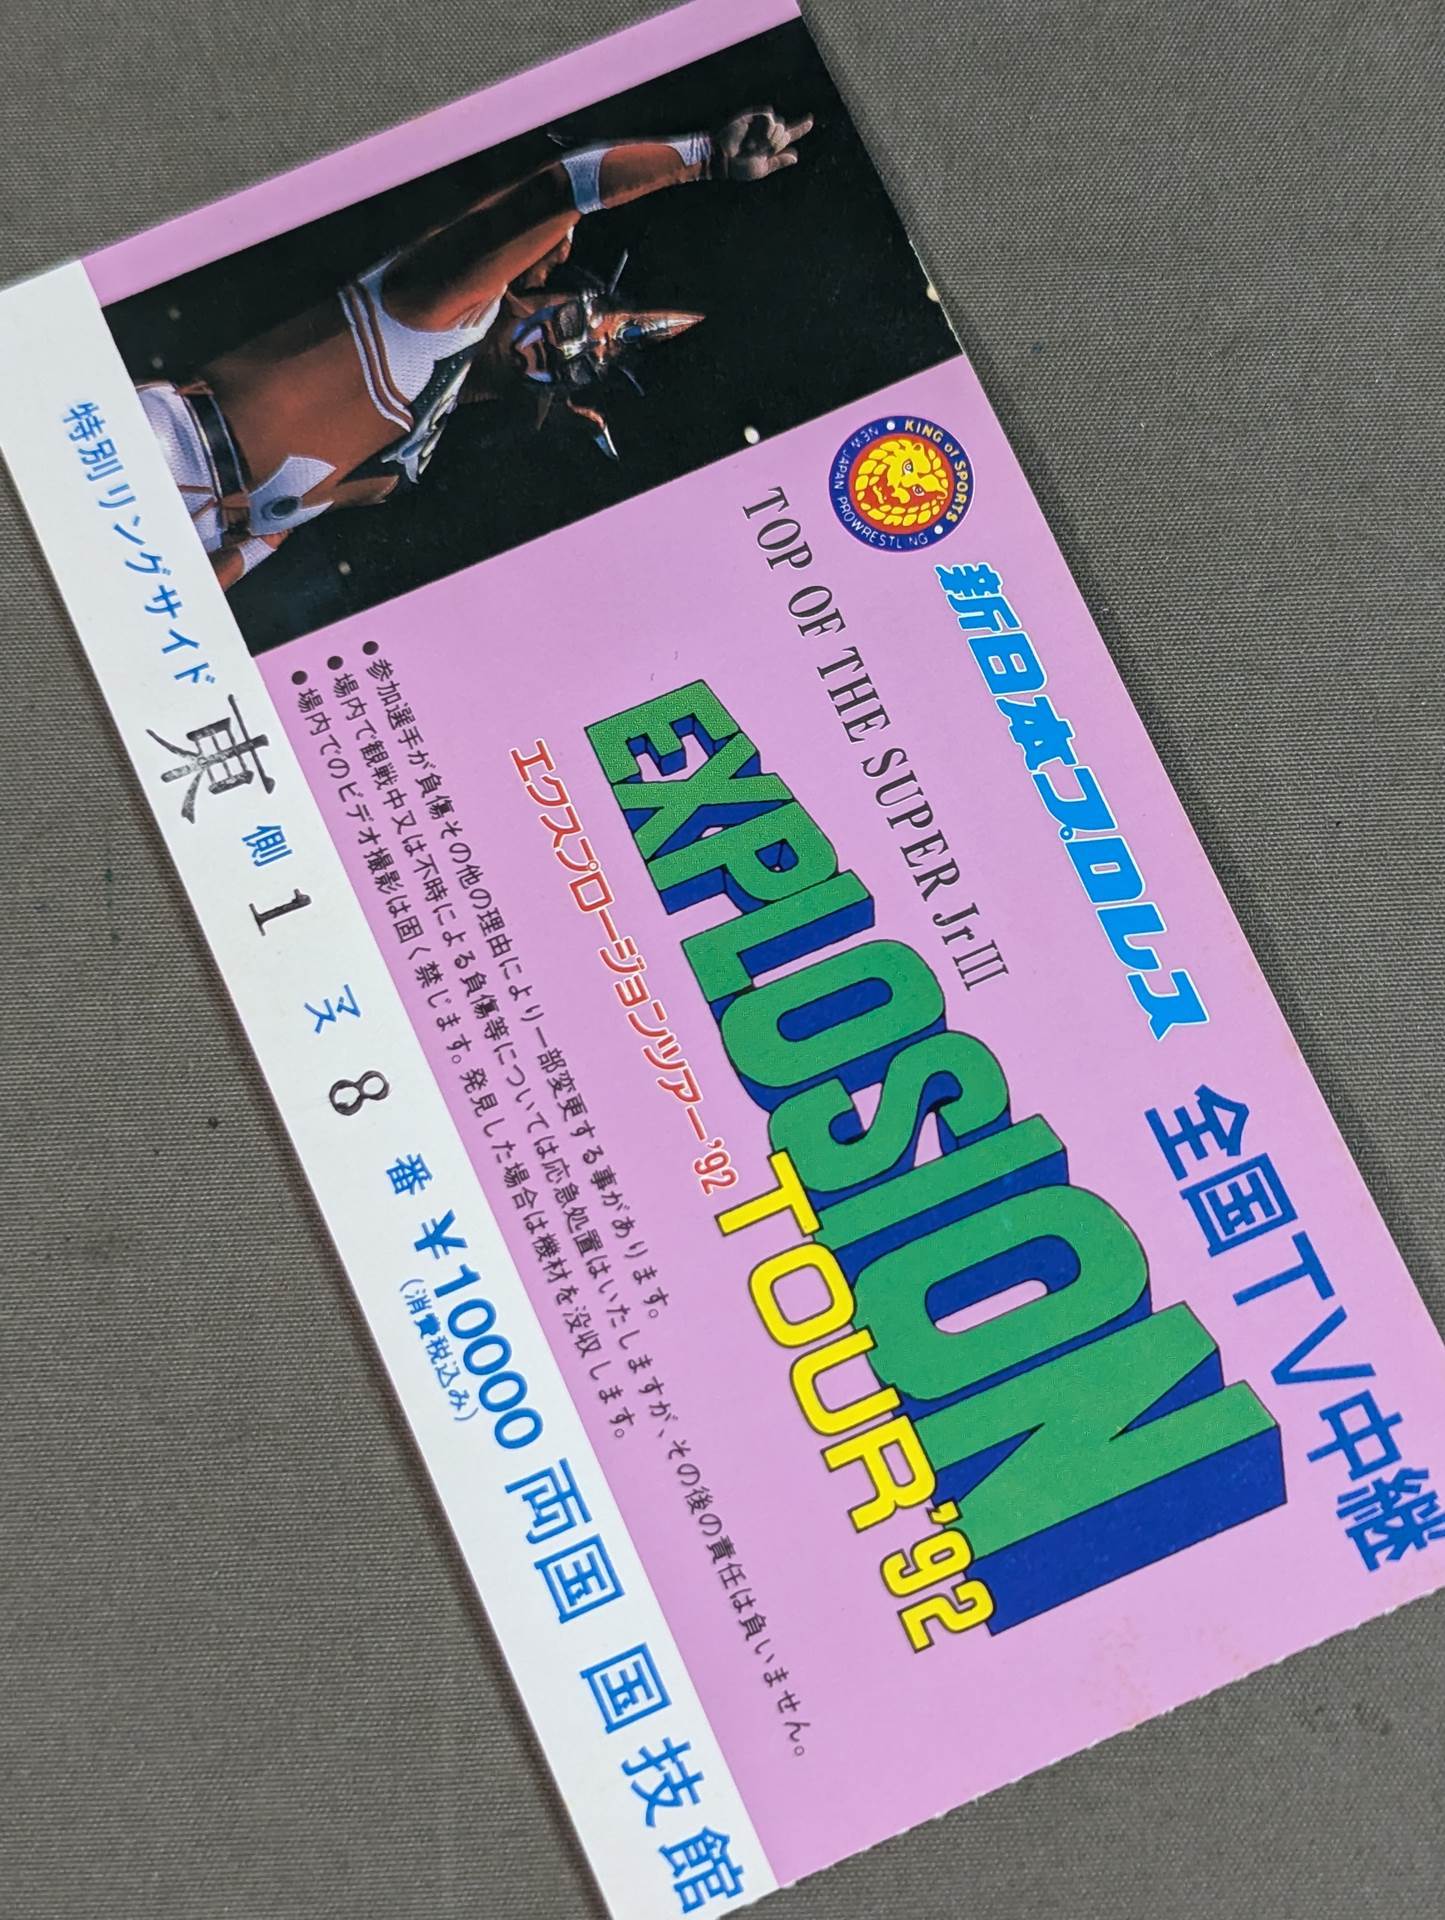 KING of SPORTS
NEW JAPAN PROWRESTLING
新日本プロレス 全国TV中継
TOP OF THE SUPER Jr III
EXPLOSION
TOUR '92
エクスプロージョンツアー'92
●参加選手が負傷その他の理由により一部変更する事があります。
●場内で観戦中又は不時による負傷等については応急処置はいたしますが、その後の責任は負いません。
●場内でのビデオ撮影は固く禁じます。発見した場合は機材を没収します。
特別リングサイド 東側 1 マス 8 番 ¥10000 両国 国技館
(消費税込み)